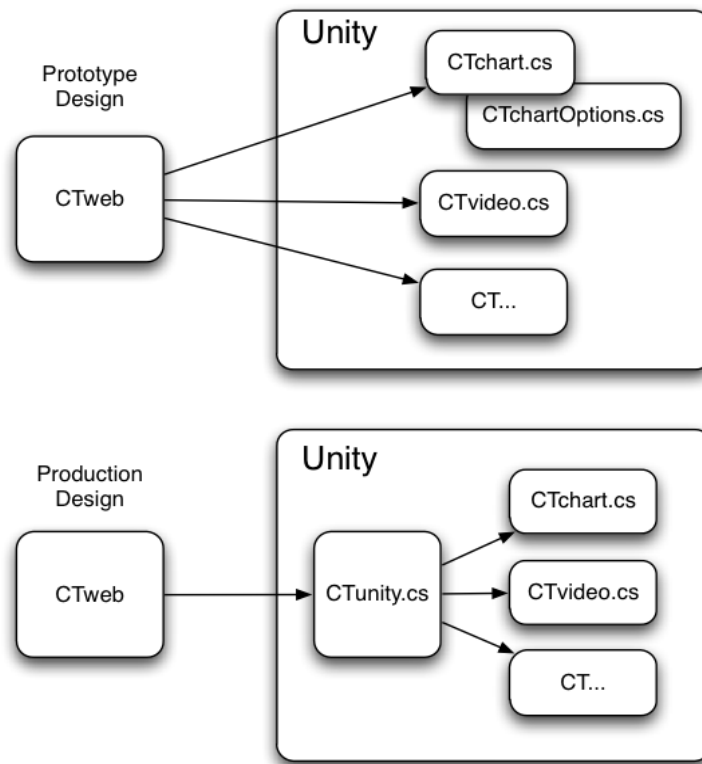 Unity
Prototype
Design
CTchart.cs
CTchartOptions.cs
CTweb
CTvideo.cs
CT...
Unity
Production
Design
CTchart.cs
CTweb
CTunity.cs
CTvideo.cs
CT...